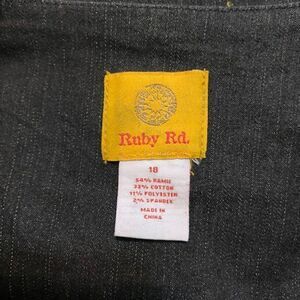 Ruby Rd.
18
54% RAMIE
33% COTTON
11% POLYESTER
2% SPANDEX
MADE IN
CHINA